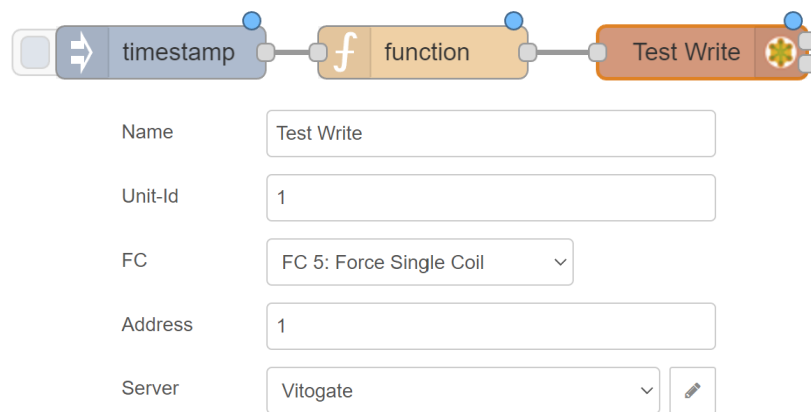 timestamp function Test Write
Name Test Write
Unit-Id 1
FC FC 5: Force Single Coil
Address 1
Server Vitogate